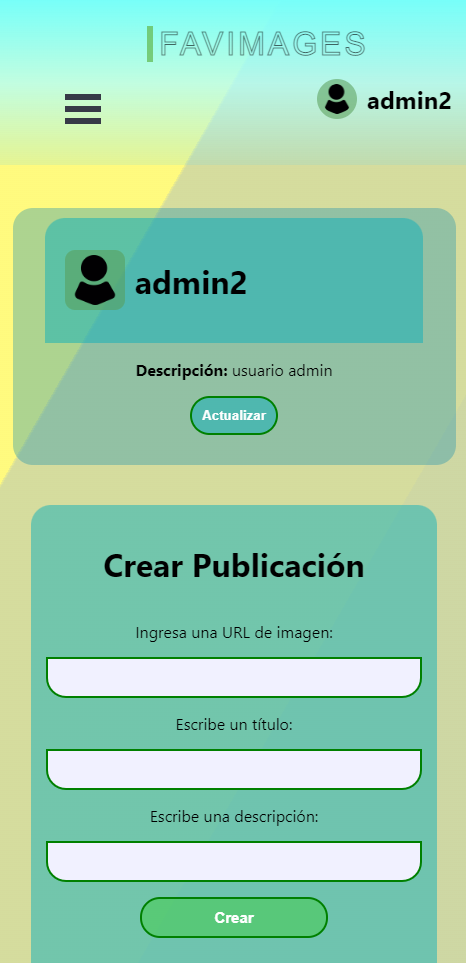 FAVIMAGES
admin2
admin2
Descripción: usuario admin
Actualizar
Crear Publicación
Ingresa una URL de imagen:
Escribe un título:
Escribe una descripción:
Crear